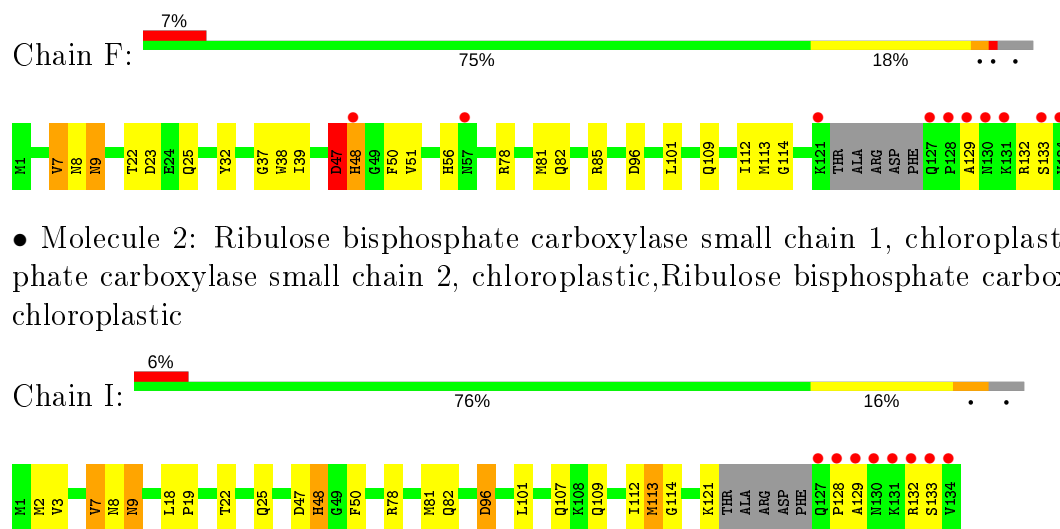 7%
Chain F:
75% 18% • • •
M1 V7 N8 N9 T22 D23 E24 Q25 Y32 G37 W38 I39 D47 H48 G49 F50 V51 H56 N57 R78 M81 Q82 R85 D96 L101 Q109 I112 M113 G114 K121 THR ALA ARG ASP PHE Q127 P128 A129 N130 K131 R132 S133
• Molecule 2: Ribulose bisphosphate carboxylase small chain 1, chloroplast
phate carboxylase small chain 2, chloroplastic,Ribulose bisphosphate carbox
chloroplastic
6%
Chain I:
76% 16% • •
M1 M2 V3 V7 N8 N9 L18 P19 T22 Q25 D47 H48 G49 F50 R78 M81 Q82 D96 L101 Q107 K108 Q109 I112 M113 G114 K121 THR ALA ARG ASP PHE Q127 P128 A129 N130 K131 R132 S133 V134